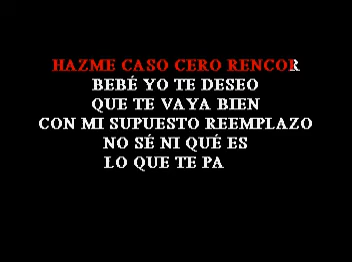 HAZME CASO CERO RENCOR
BEBÉ YO TE DESEO
QUE TE VAYA BIEN
CON MI SUPUESTO REEMPLAZO
NO SÉ NI QUÉ ES
LO QUE TE PA